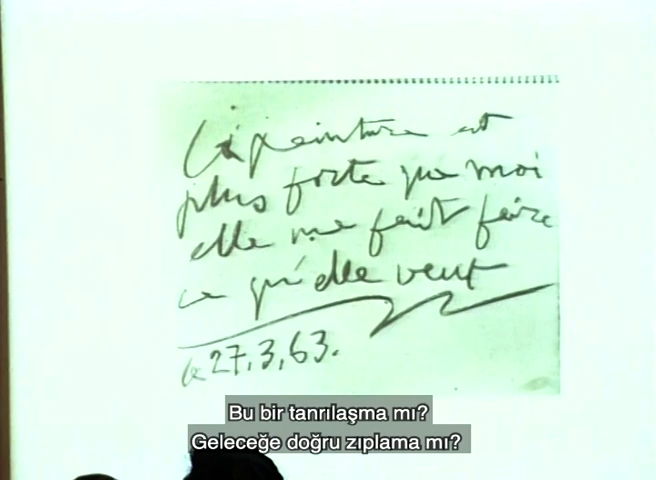 La peinture est
plus forte que moi
elle me fait faire
ce qu'elle veut
le 27.3.63.
Bu bir tanrılaşma mı?
Geleceğe doğru zıplama mı?